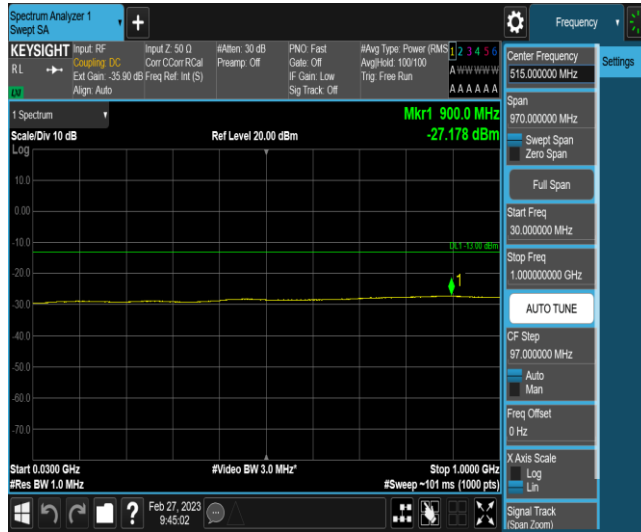 Spectrum Analyzer 1
Swept SA
Frequency
KEYSIGHT
RL
Input: RF
Coupling: DC
Ext Gain: -35.90 dB
Align: Auto
Input Z: 50 Ω
Corr CCorr RCal
Freq Ref: Int (S)
#Atten: 30 dB
Preamp: Off
PNO: Fast
Gate: Off
IF Gain: Low
Sig Track: Off
#Avg Type: Power (RMS
Avg|Hold: 100/100
Trig: Free Run
1 2 3 4 5 6
A W W W W W
A A A A A A
1 Spectrum
Scale/Div 10 dB
Ref Level 20.00 dBm
Mkr1 900.0 MHz
-27.178 dBm
Log
10.0
0.00
-10.0
DL1 -13.00 dBm
-20.0
1
-30.0
-40.0
-50.0
-60.0
-70.0
Start 0.0300 GHz
#Video BW 3.0 MHz*
Stop 1.0000 GHz
#Res BW 1.0 MHz
#Sweep ~101 ms (1000 pts)
Feb 27, 2023
9:45:02
Center Frequency
515.000000 MHz
Settings
Span
970.000000 MHz
Swept Span
Zero Span
Full Span
Start Freq
30.000000 MHz
Stop Freq
1.000000000 GHz
AUTO TUNE
CF Step
97.000000 MHz
Auto
Man
Freq Offset
0 Hz
X Axis Scale
Log
Lin
Signal Track
(Span Zoom)